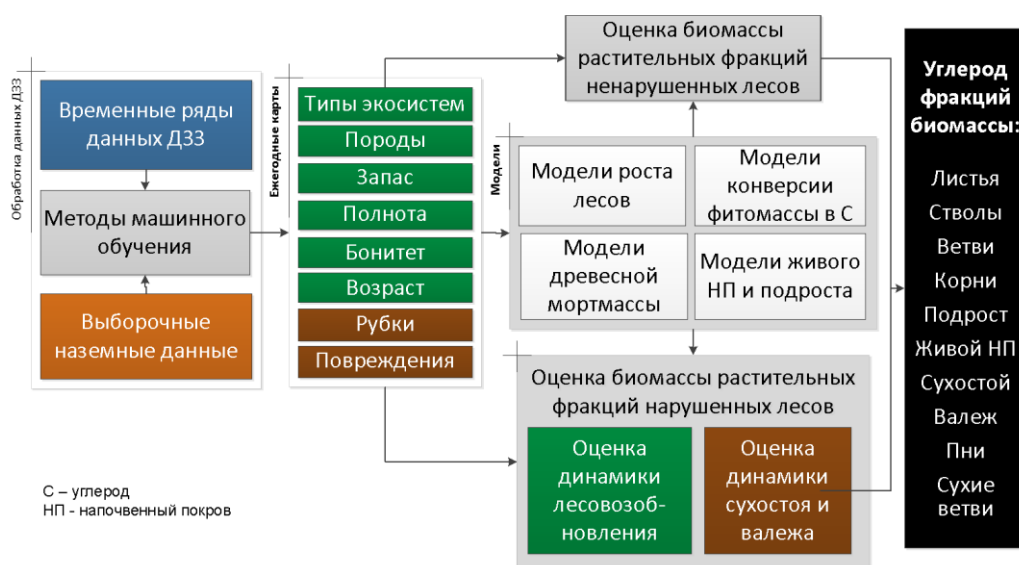 Обработка данных ДЗЗ
Временные ряды
данных ДЗЗ
Методы машинного
обучения
Выборочные
наземные данные
Ежегодные карты
Типы экосистем
Породы
Запас
Полнота
Бонитет
Возраст
Рубки
Повреждения
Оценка биомассы
растительных фракций
ненарушенных лесов
Модели
Модели роста
лесов
Модели
конверсии
фитомассы в С
Модели
древесной
мортмассы
Модели живого
НП и подроста
Оценка биомассы растительных
фракций нарушенных лесов
Оценка
динамики
лесовозоб-
новления
Оценка
динамики
сухостоя и
валежа
Углерод
фракций
биомассы:
Листья
Стволы
Ветви
Корни
Подрост
Живой НП
Сухостой
Валеж
Пни
Сухие
ветви
С – углерод
НП - напочвенный покров